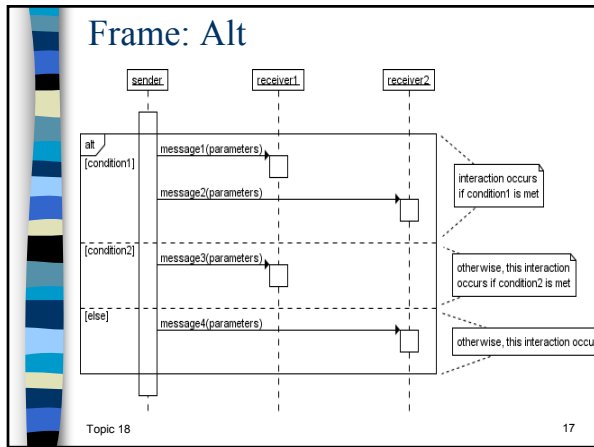 Frame: Alt
sender
receiver1
receiver2
alt
[condition1]
message1(parameters)
message2(parameters)
interaction occurs
if condition1 is met
[condition2]
message3(parameters)
otherwise, this interaction
occurs if condition2 is met
[else]
message4(parameters)
otherwise, this interaction occu
Topic 18
17